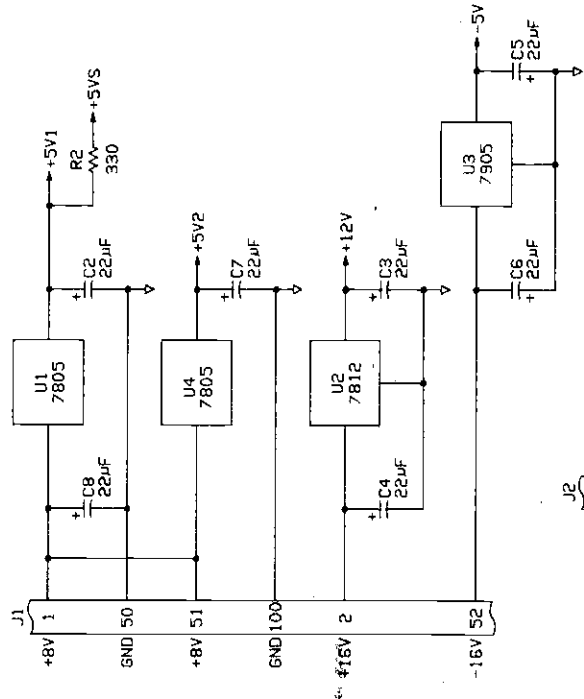 J1
+8V 1
GND 50
+8V 51
GND 100
+16V 2
-16V 52
C8
22µF
U1
7805
C2
22µF
+5V1
R2
330
+5VS
U4
7805
C7
22µF
+5V2
C4
22µF
U2
7812
C3
22µF
+12V
C6
22µF
U3
7905
C5
22µF
-5V
J2